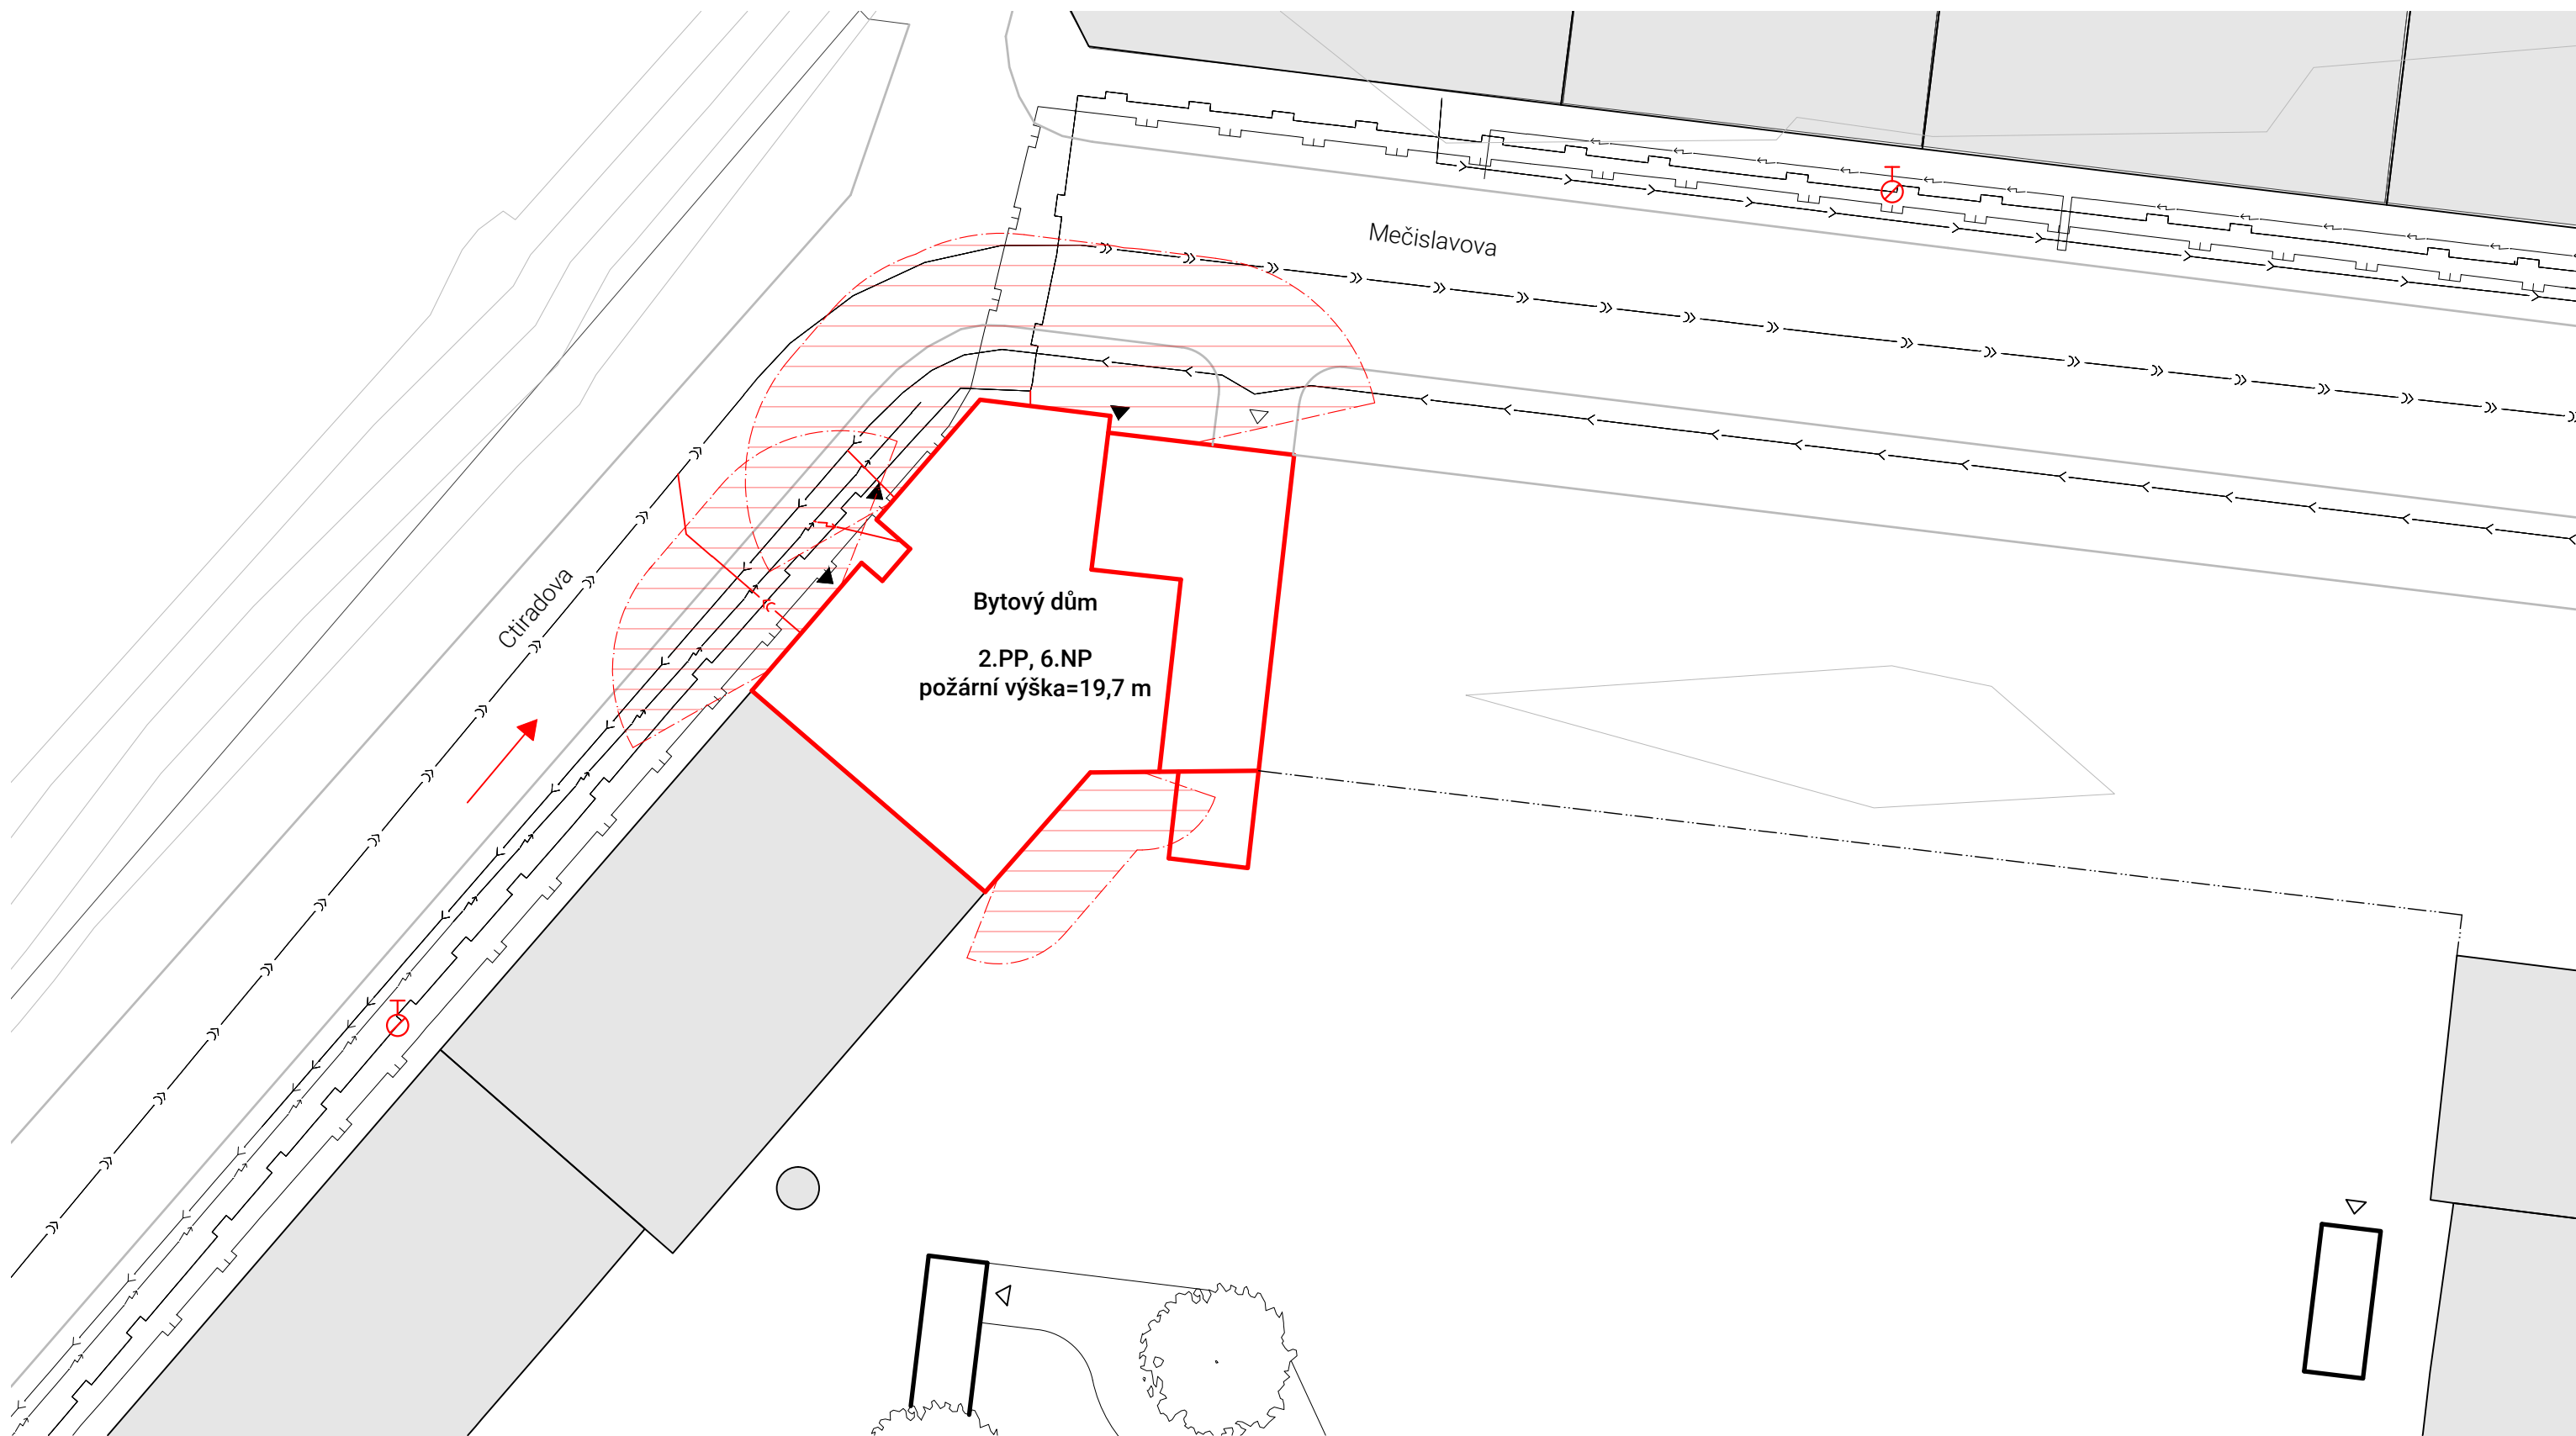 Mečislavova
Ctiradova
Bytový dům
2.PP, 6.NP
požární výška=19,7 m